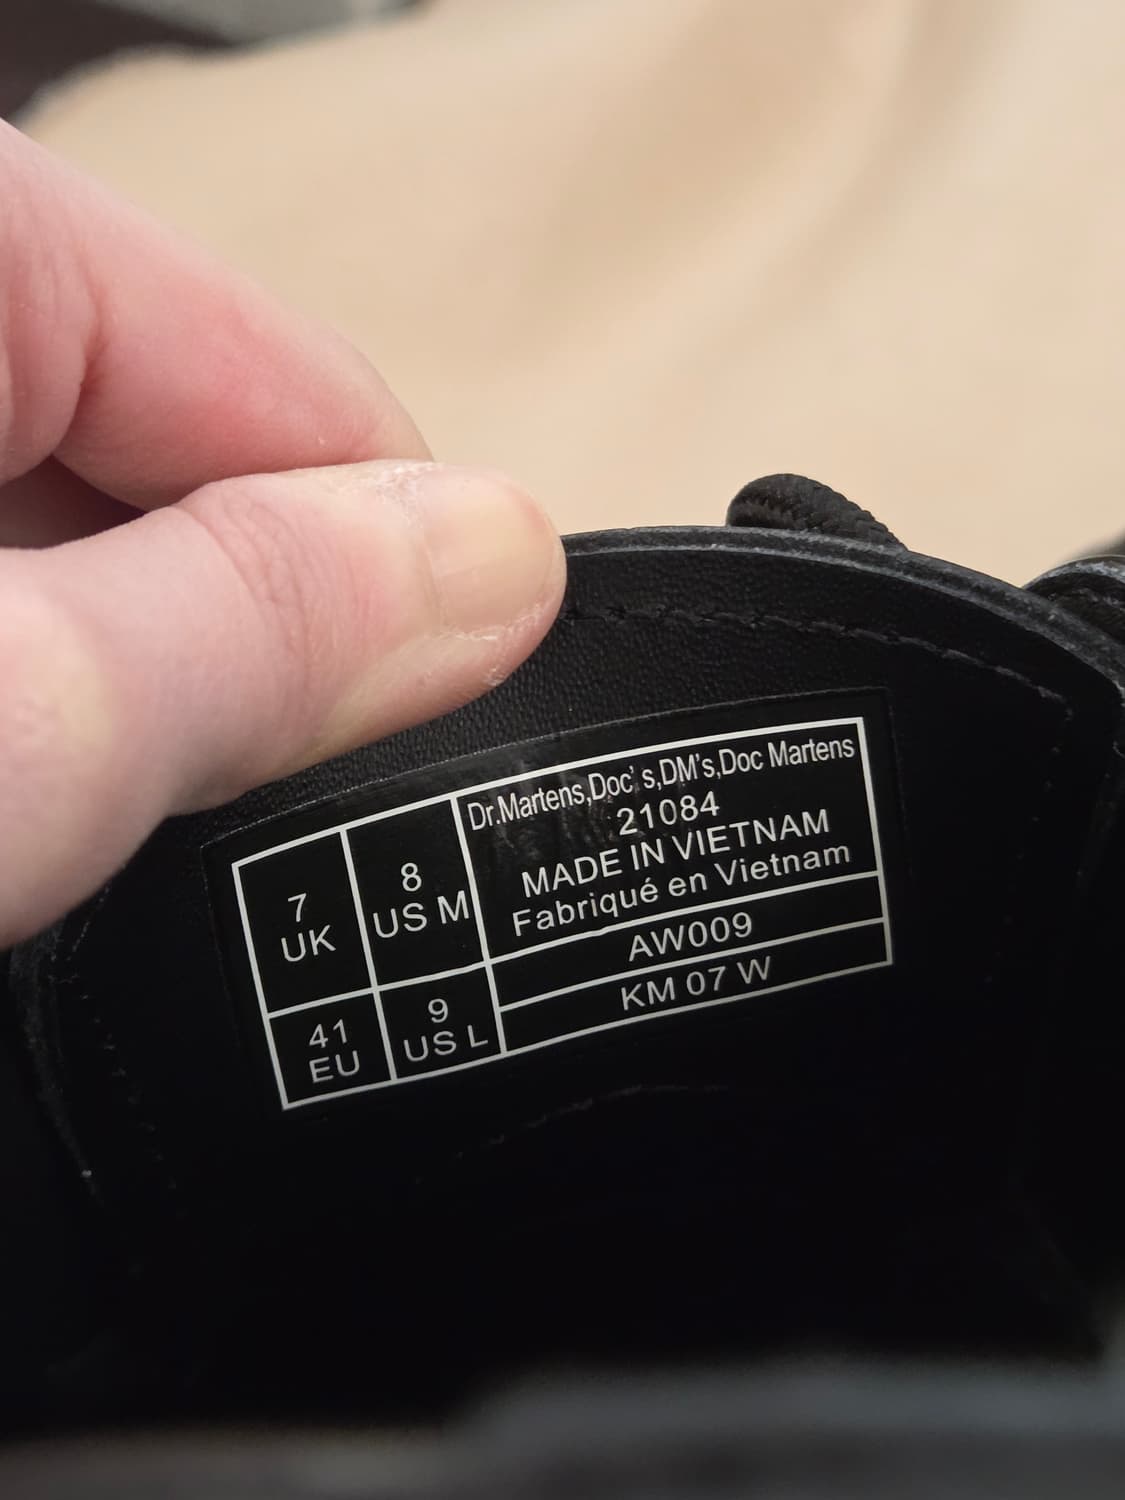 7
UK
8
US M
41
EU
9
US L
Dr.Martens,Doc's,DM's,Doc Martens
21084
MADE IN VIETNAM
Fabriqué en Vietnam
AW009
KM 07 W